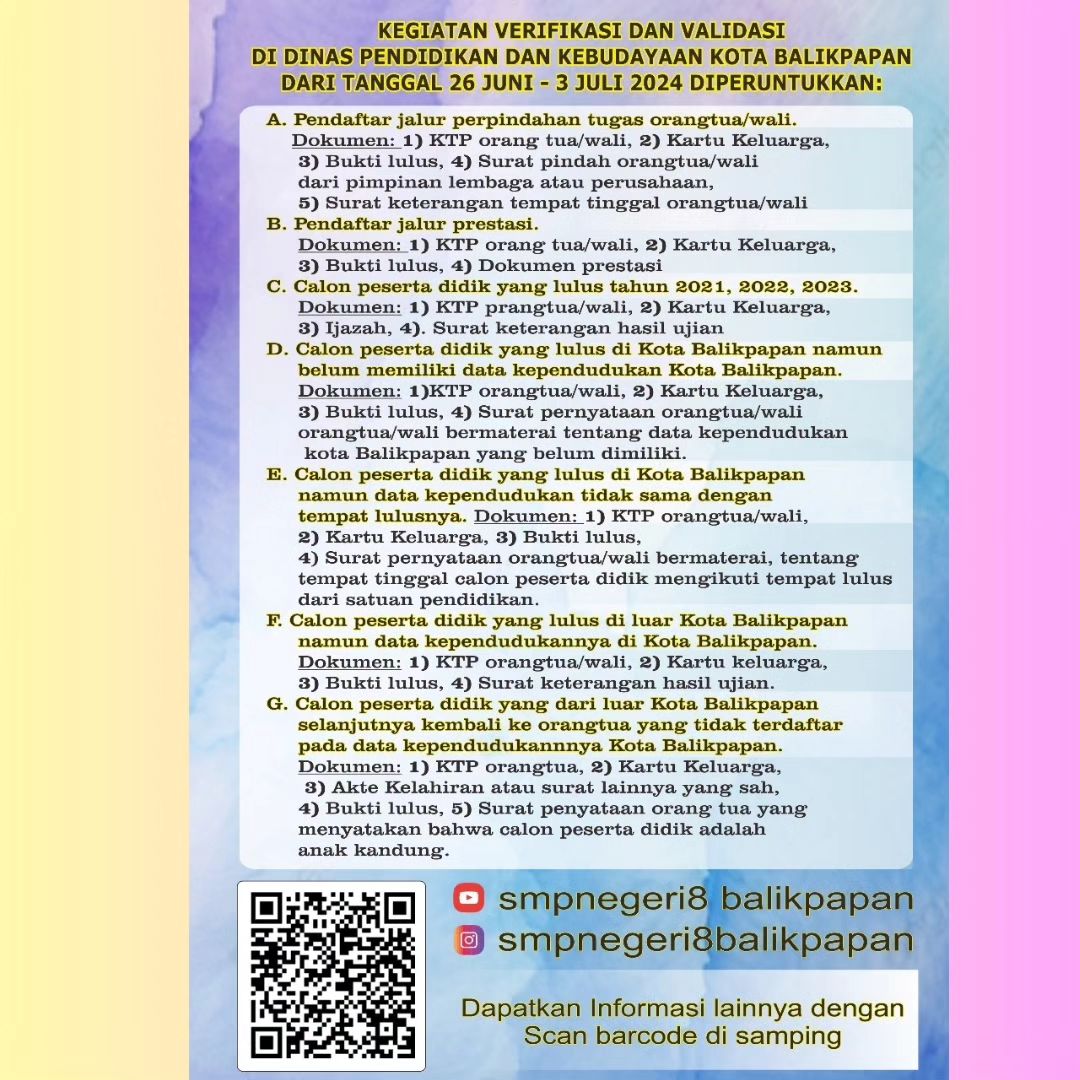 KEGIATAN VERIFIKASI DAN VALIDASI
DI DINAS PENDIDIKAN DAN KEBUDAYAAN KOTA BALIKPAPAN
DARI TANGGAL 26 JUNI - 3 JULI 2024 DIPERUNTUKKAN:
A. Pendaftar jalur perpindahan tugas orangtua/wali.
Dokumen: 1) KTP orang tua/wali, 2) Kartu Keluarga,
3) Bukti lulus, 4) Surat pindah orangtua/wali
dari pimpinan lembaga atau perusahaan,
5) Surat keterangan tempat tinggal orangtua/wali
B. Pendaftar jalur prestasi.
Dokumen: 1) KTP orang tua/wali, 2) Kartu Keluarga,
3) Bukti lulus, 4) Dokumen prestasi
C. Calon peserta didik yang lulus tahun 2021, 2022, 2023.
Dokumen: 1) KTP prangtua/wali, 2) Kartu Keluarga,
3) Ijazah, 4). Surat keterangan hasil ujian
D. Calon peserta didik yang lulus di Kota Balikpapan namun
belum memiliki data kependudukan Kota Balikpapan.
Dokumen: 1)KTP orangtua/wali, 2) Kartu Keluarga,
3) Bukti lulus, 4) Surat pernyataan orangtua/wali
orangtua/wali bermaterai tentang data kependudukan
kota Balikpapan yang belum dimiliki.
E. Calon peserta didik yang lulus di Kota Balikpapan
namun data kependudukan tidak sama dengan
tempat lulusnya. Dokumen: 1) KTP orangtua/wali,
2) Kartu Keluarga, 3) Bukti lulus,
4) Surat pernyataan orangtua/wali bermaterai, tentang
tempat tinggal calon peserta didik mengikuti tempat lulus
dari satuan pendidikan.
F. Calon peserta didik yang lulus di luar Kota Balikpapan
namun data kependudukannya di Kota Balikpapan.
Dokumen: 1) KTP orangtua/wali, 2) Kartu keluarga,
3) Bukti lulus, 4) Surat keterangan hasil ujian.
G. Calon peserta didik yang dari luar Kota Balikpapan
selanjutnya kembali ke orangtua yang tidak terdaftar
pada data kependudukannnya Kota Balikpapan.
Dokumen: 1) KTP orangtua, 2) Kartu Keluarga,
3) Akte Kelahiran atau surat lainnya yang sah,
4) Bukti lulus, 5) Surat penyataan orang tua yang
menyatakan bahwa calon peserta didik adalah
anak kandung.
smpnegeri8 balikpapan
smpnegeri8balikpapan
Dapatkan Informasi lainnya dengan
Scan barcode di samping